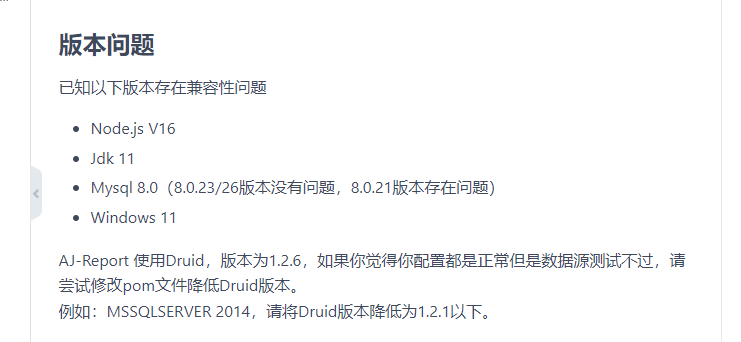 版本问题
已知以下版本存在兼容性问题
Node.js V16
Jdk 11
Mysql 8.0（8.0.23/26版本没有问题，8.0.21版本存在问题）
Windows 11
AJ-Report 使用Druid，版本为1.2.6，如果你觉得你配置都是正常但是数据源测试不过，请
尝试修改pom文件降低Druid版本。
例如：MSSQLSERVER 2014，请将Druid版本降低为1.2.1以下。